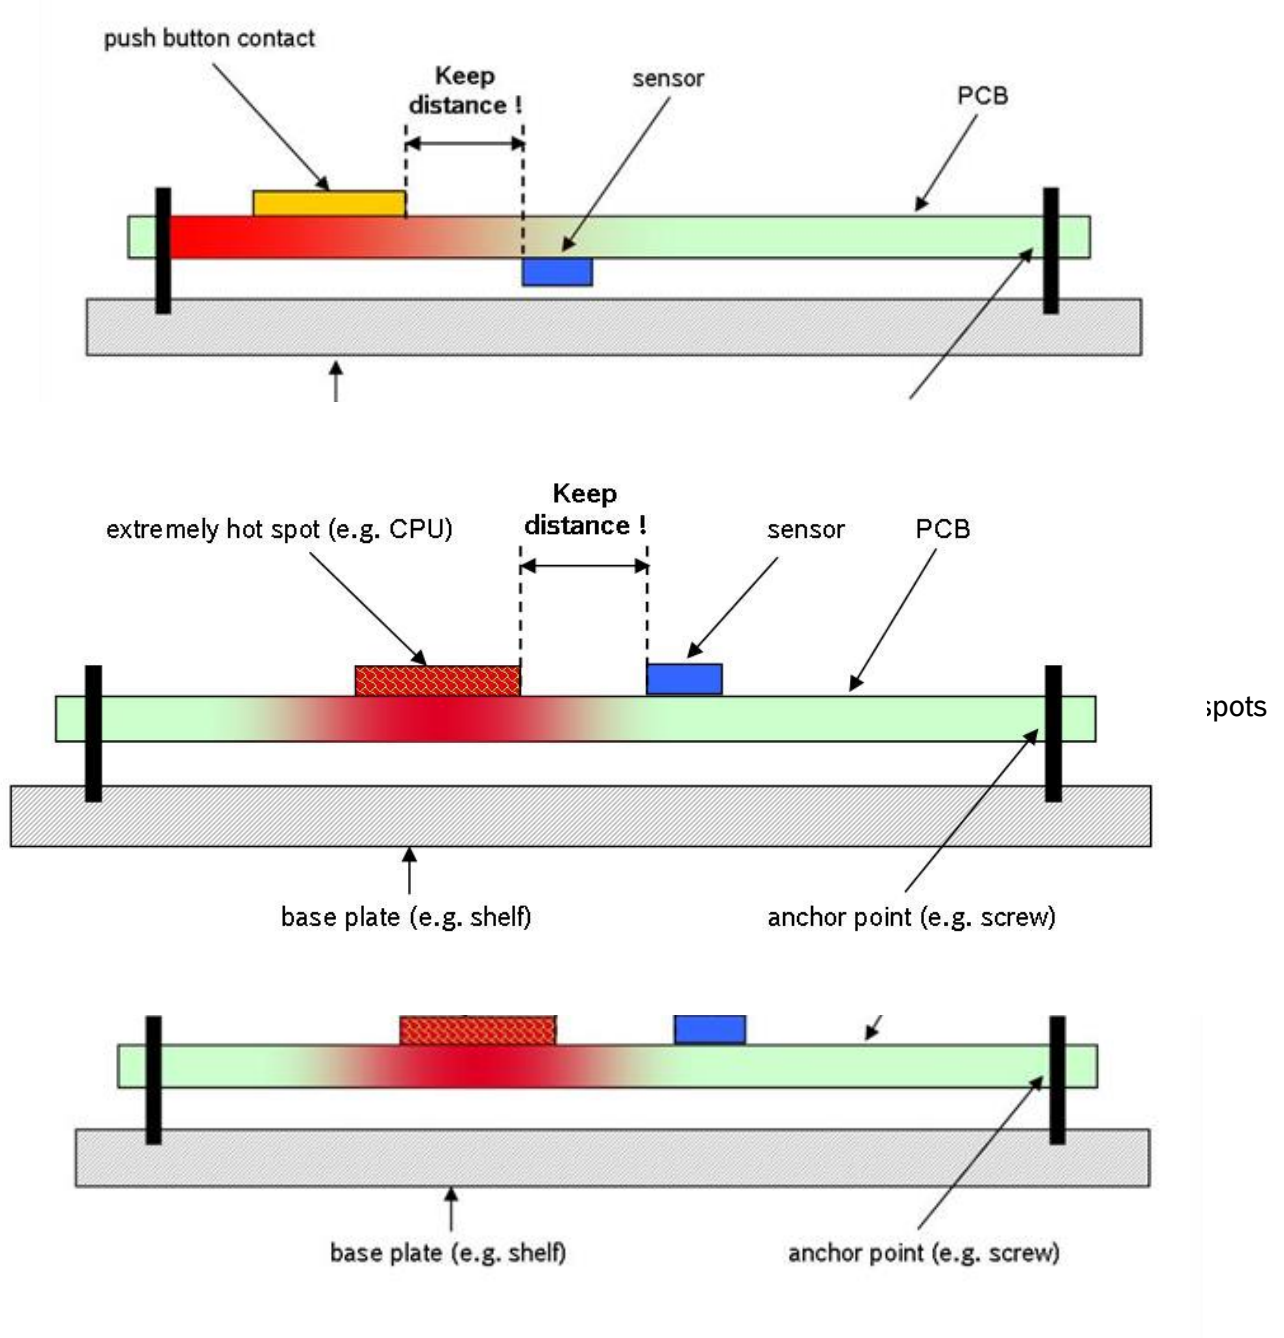 push button contact
Keep
distance !
sensor
PCB
Keep
distance !
extremely hot spot (e.g. CPU)
sensor
PCB
spots
base plate (e.g. shelf)
anchor point (e.g. screw)
base plate (e.g. shelf)
anchor point (e.g. screw)